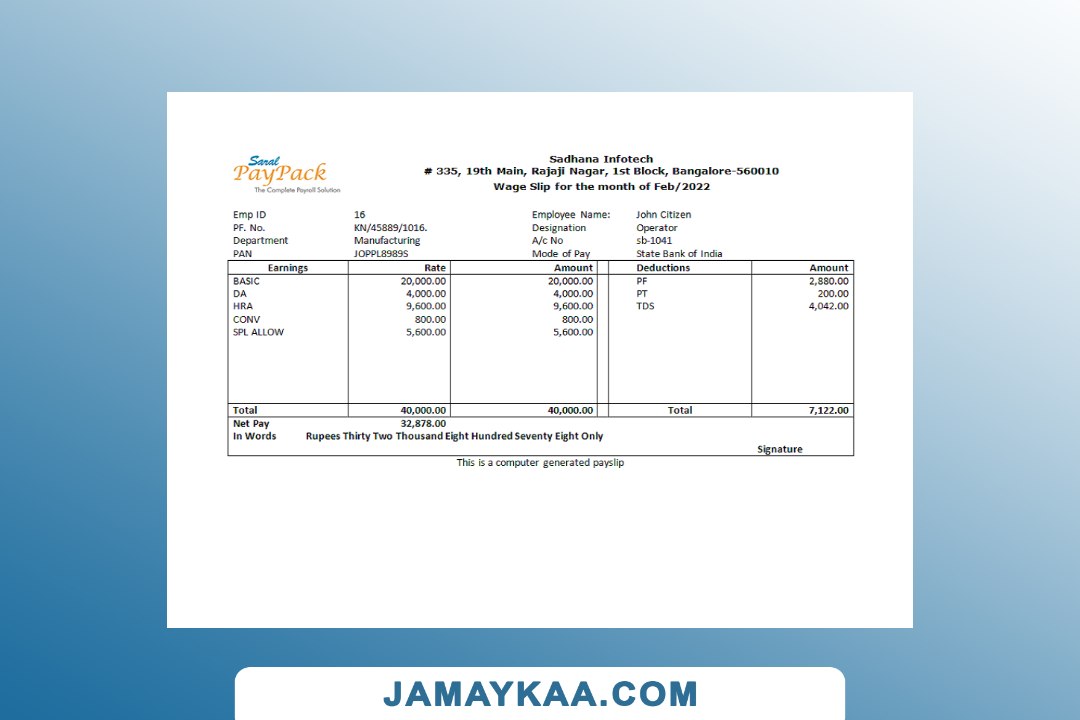 Saral
PayPack
The Complete Payroll Solution
Sadhana Infotech
# 335, 19th Main, Rajaji Nagar, 1st Block, Bangalore-560010
Wage Slip for the month of Feb/2022
Emp ID 16 Employee Name: John Citizen
PF. No. KN/45889/1016. Designation Operator
Department Manufacturing A/c No sb-1041
PAN JOPPL8989S Mode of Pay State Bank of India
Earnings Rate Amount Deductions Amount
BASIC 20,000.00 20,000.00 PF 2,880.00
DA 4,000.00 4,000.00 PT 200.00
HRA 9,600.00 9,600.00 TDS 4,042.00
CONV 800.00 800.00
SPL ALLOW 5,600.00 5,600.00
Total 40,000.00 40,000.00 Total 7,122.00
Net Pay 32,878.00
In Words Rupees Thirty Two Thousand Eight Hundred Seventy Eight Only
Signature
This is a computer generated payslip
JAMAYKAA.COM